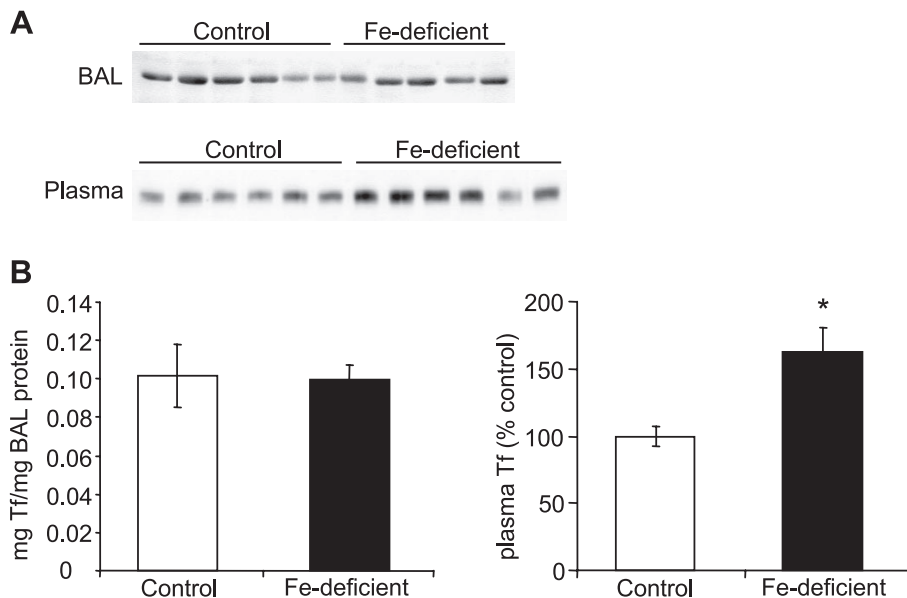 A
Control Fe-deficient
BAL
Control Fe-deficient
Plasma
B
mg Tf/mg BAL protein
0.14
0.12
0.10
0.08
0.06
0.04
0.02
0
Control Fe-deficient
plasma Tf (% control)
200
150
100
50
0
*
Control Fe-deficient